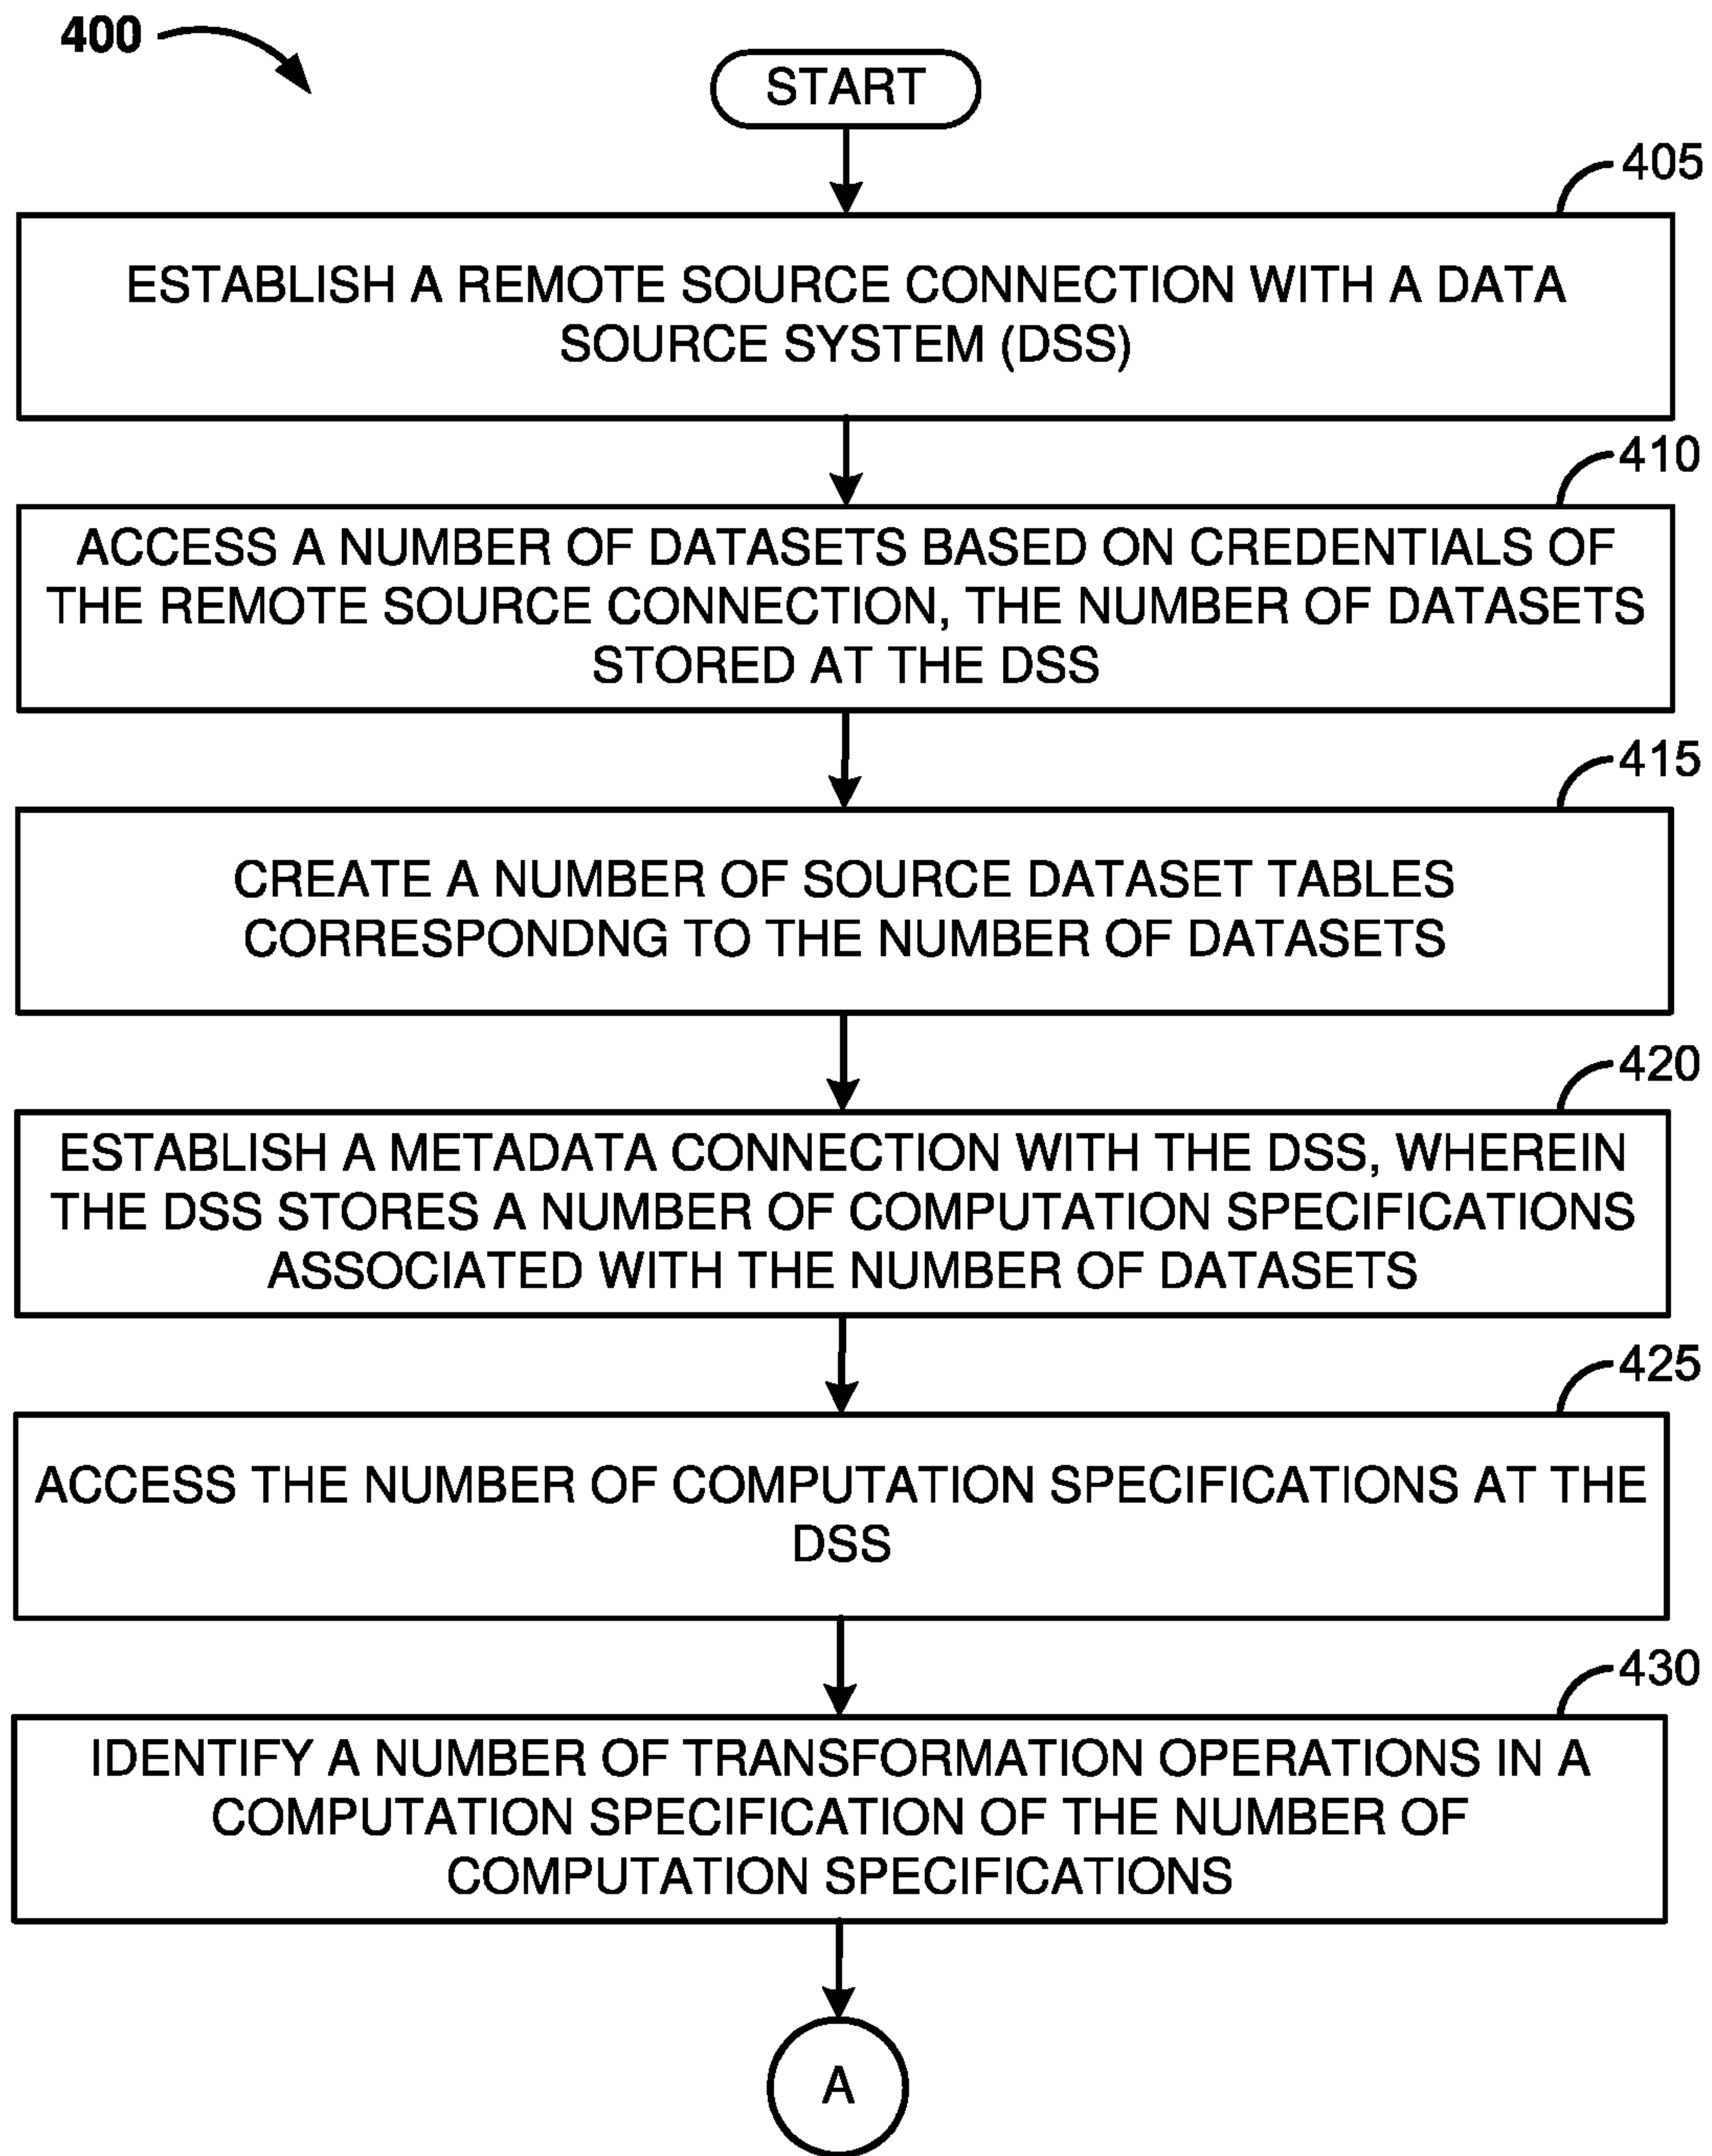 400
START
405
ESTABLISH A REMOTE SOURCE CONNECTION WITH A DATA
SOURCE SYSTEM (DSS)
410
ACCESS A NUMBER OF DATASETS BASED ON CREDENTIALS OF
THE REMOTE SOURCE CONNECTION, THE NUMBER OF DATASETS
STORED AT THE DSS
415
CREATE A NUMBER OF SOURCE DATASET TABLES
CORRESPONDNG TO THE NUMBER OF DATASETS
420
ESTABLISH A METADATA CONNECTION WITH THE DSS, WHEREIN
THE DSS STORES A NUMBER OF COMPUTATION SPECIFICATIONS
ASSOCIATED WITH THE NUMBER OF DATASETS
425
ACCESS THE NUMBER OF COMPUTATION SPECIFICATIONS AT THE
DSS
430
IDENTIFY A NUMBER OF TRANSFORMATION OPERATIONS IN A
COMPUTATION SPECIFICATION OF THE NUMBER OF
COMPUTATION SPECIFICATIONS
A